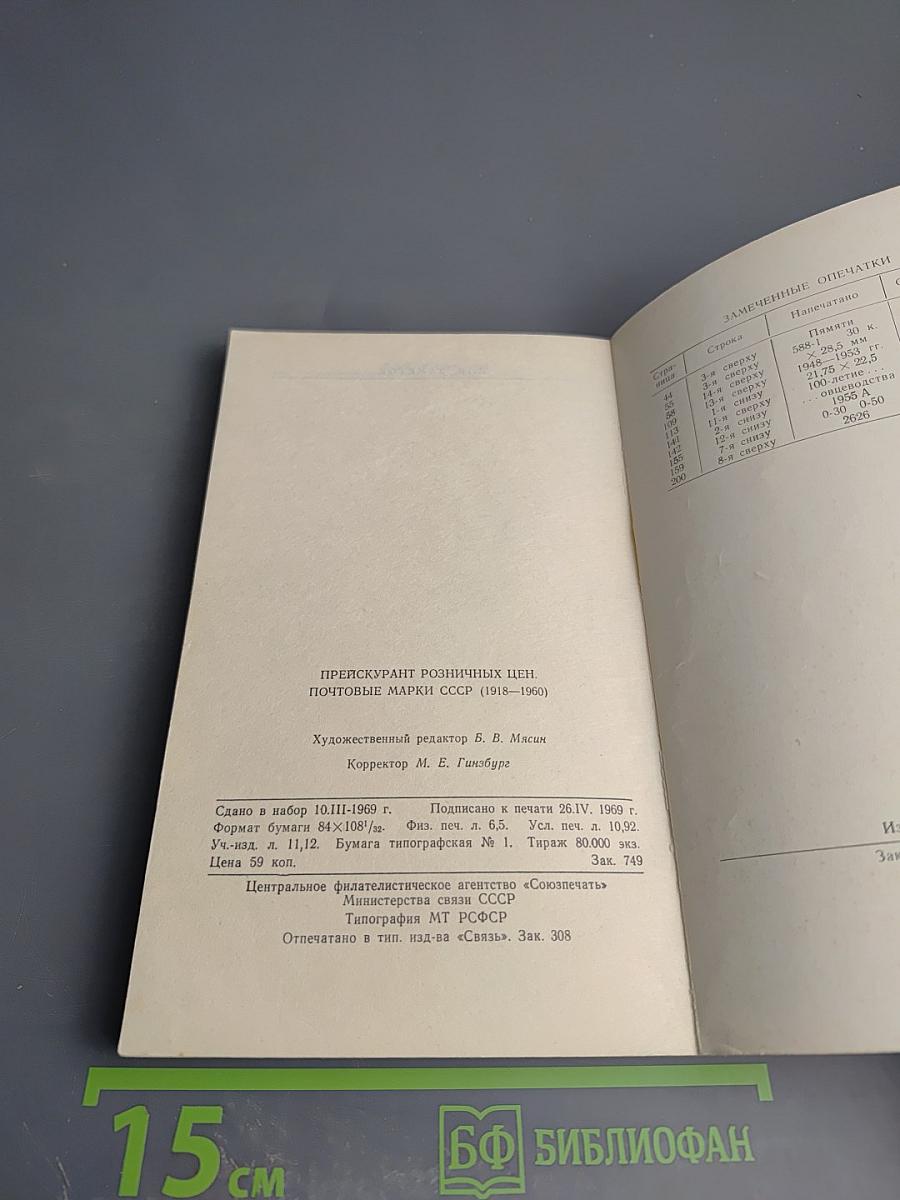 ПРЕЙСКУРАНТ РОЗНИЧНЫХ ЦЕН.
ПОЧТОВЫЕ МАРКИ СССР (1918—1960)
Художественный редактор Б. В. Мясин
Корректор М. Е. Гинзбург
Сдано в набор 10.III-1969 г. Подписано к печати 26.IV. 1969 г.
Формат бумаги 84×108¹/₃₂. Физ. печ. л. 6,5. Усл. печ. л. 10,92.
Уч.-изд. л. 11,12. Бумага типографская № 1. Тираж 80.000 экз.
Цена 59 коп. Зак. 749
Центральное филателистическое агентство «Союзпечать»
Министерства связи СССР
Типография МТ РСФСР
Отпечатано в тип. изд-ва «Связь». Зак. 308
ЗАМЕЧЕННЫЕ ОПЕЧАТКИ
Стра-
ница Строка Напечатано
44 3-я сверху Пямяти
55 3-я сверху 588-1 30 к.
58 14-я сверху × 28,5 мм
109 13-я сверху 1948—1953 гг.
113 1-я снизу 21,75 × 22,5
141 11-я сверху 100-летие...
142 2-я снизу ...овцеводства
155 12-я снизу 1955 А
159 7-я снизу 0-30 0-50
200 8-я сверху 2626
Из
Зак
15 см
БФ БИБЛИОФАН